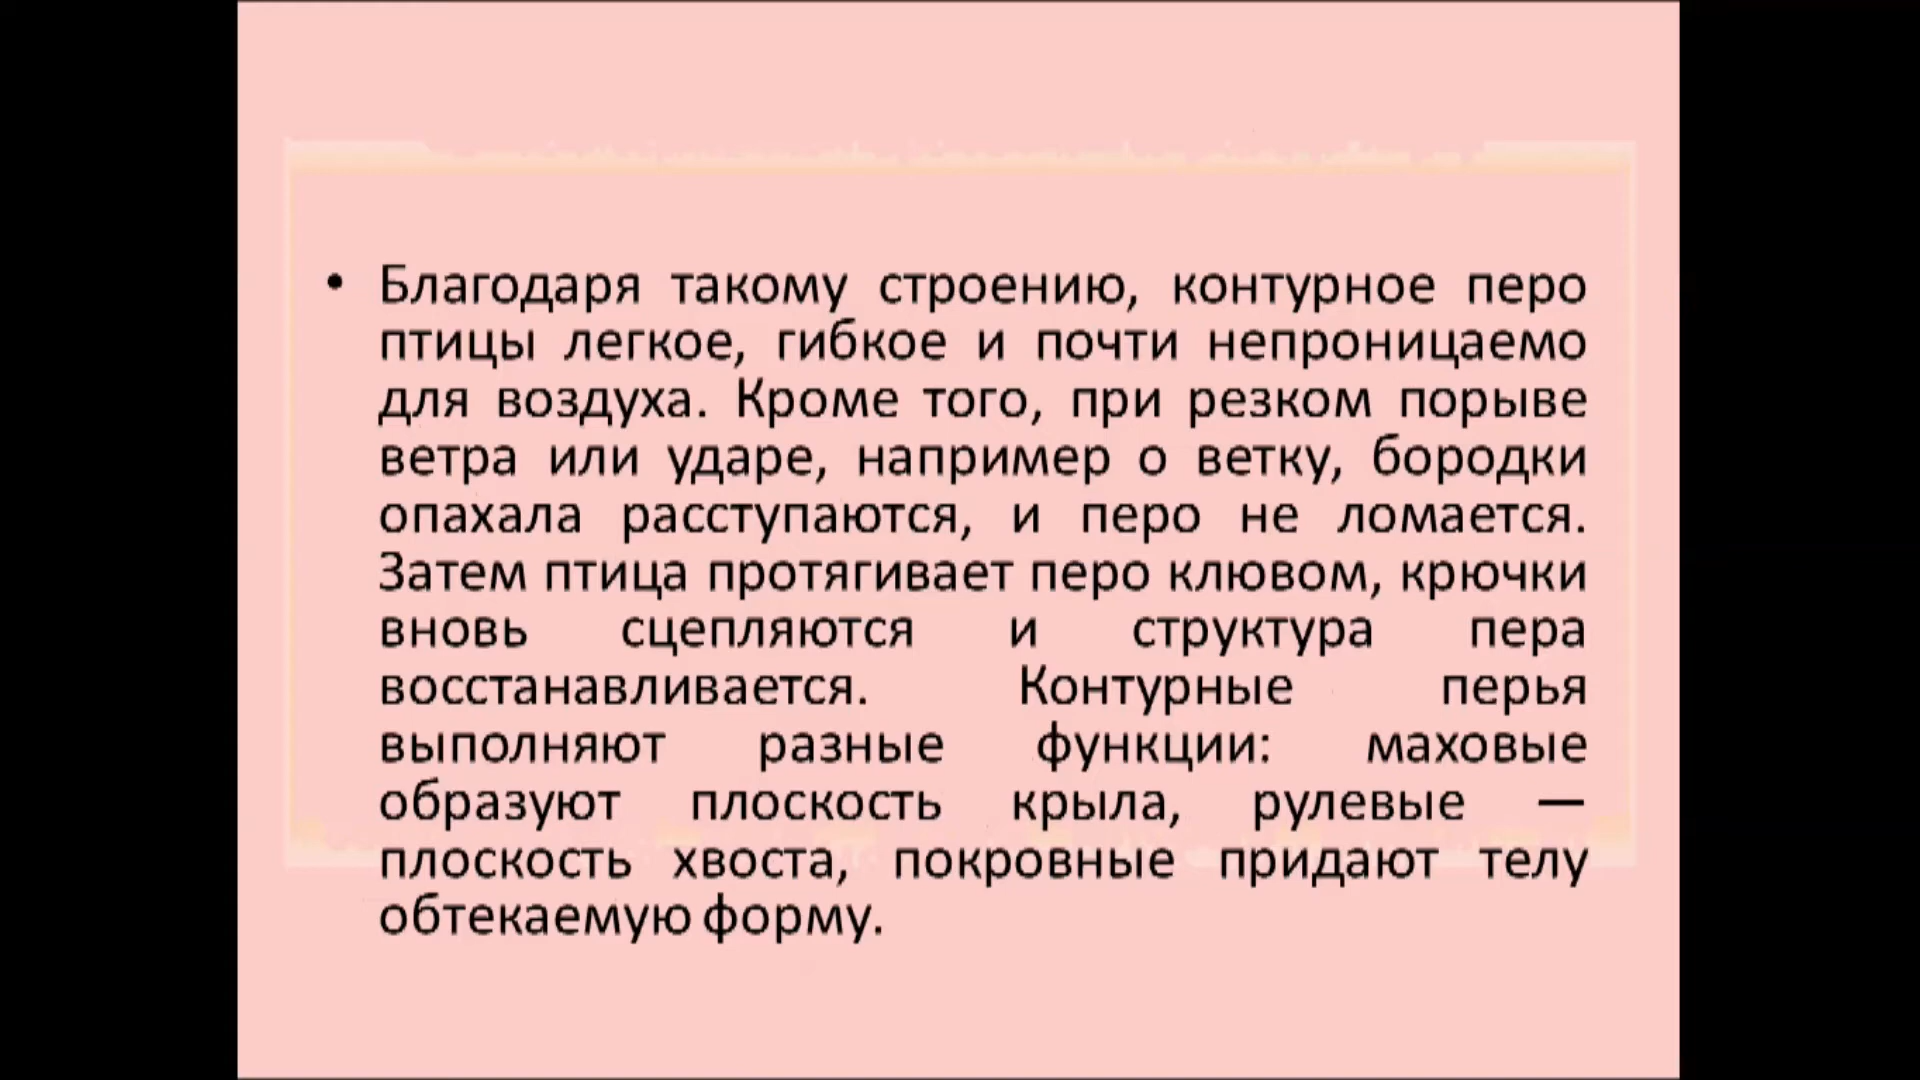 • Благодаря такому строению, контурное перо
птицы легкое, гибкое и почти непроницаемо
для воздуха. Кроме того, при резком порыве
ветра или ударе, например о ветку, бородки
опахала расступаются, и перо не ломается.
Затем птица протягивает перо клювом, крючки
вновь сцепляются и структура пера
восстанавливается. Контурные перья
выполняют разные функции: маховые
образуют плоскость крыла, рулевые —
плоскость хвоста, покровные придают телу
обтекаемую форму.